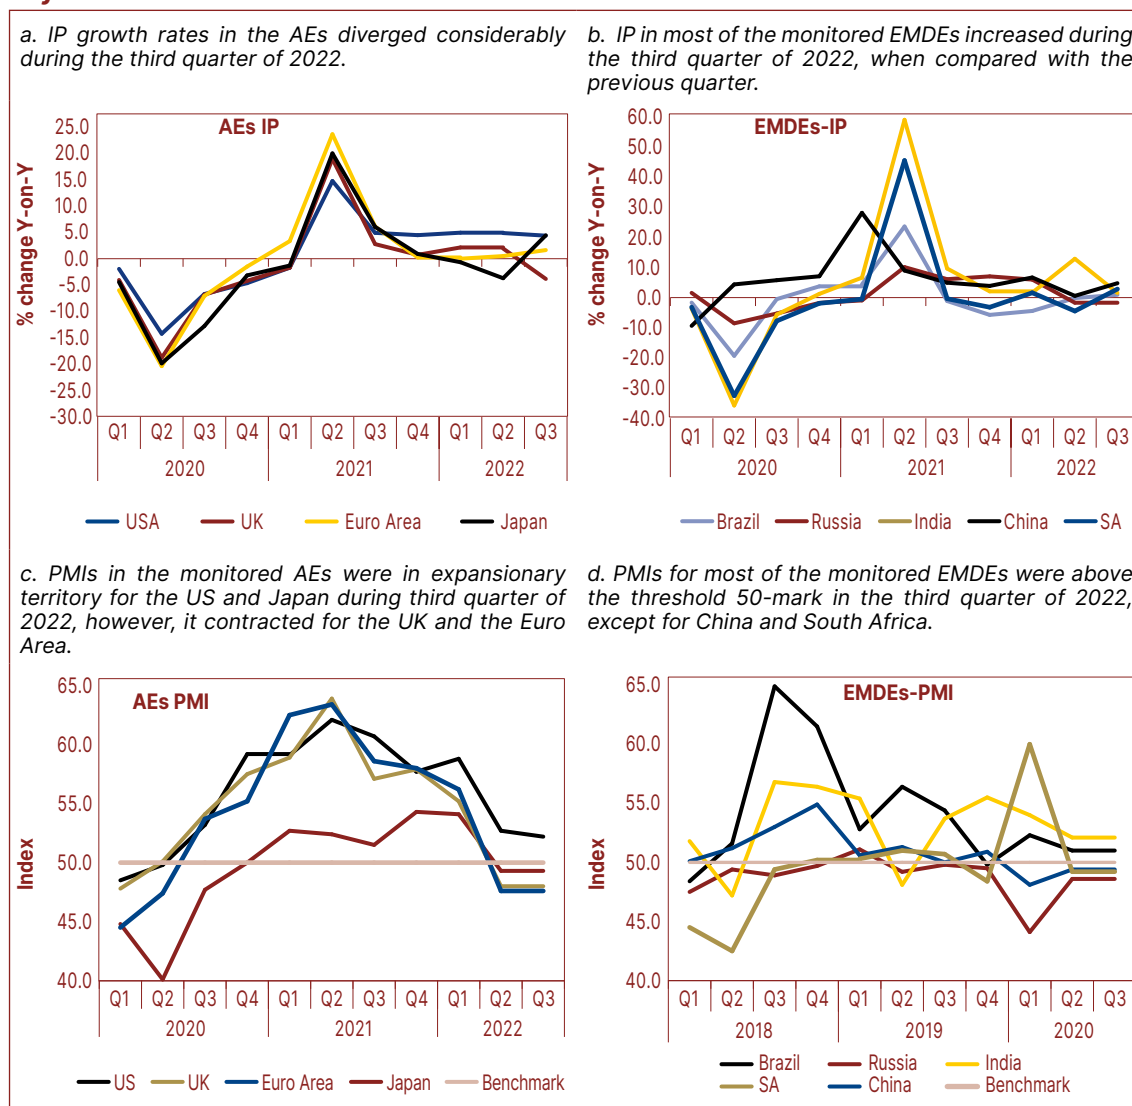 a. IP growth rates in the AEs diverged considerably
during the third quarter of 2022.
AEs IP
% change Y-on-Y
25.0
20.0
15.0
10.0
5.0
0.0
-5.0
-10.0
-15.0
-20.0
-25.0
-30.0
Q1 Q2 Q3 Q4 Q1 Q2 Q3 Q4 Q1 Q2 Q3
2020 2021 2022
USA UK Euro Area Japan
b. IP in most of the monitored EMDEs increased during
the third quarter of 2022, when compared with the
previous quarter.
EMDEs-IP
% change Y-on-Y
60.0
50.0
40.0
30.0
20.0
10.0
0.0
-10.0
-20.0
-30.0
-40.0
Q1 Q2 Q3 Q4 Q1 Q2 Q3 Q4 Q1 Q2 Q3
2020 2021 2022
Brazil Russia India China SA
c. PMIs in the monitored AEs were in expansionary
territory for the US and Japan during third quarter of
2022, however, it contracted for the UK and the Euro
Area.
AEs PMI
Index
65.0
60.0
55.0
50.0
45.0
40.0
Q1 Q2 Q3 Q4 Q1 Q2 Q3 Q4 Q1 Q2 Q3
2020 2021 2022
US UK Euro Area Japan Benchmark
d. PMIs for most of the monitored EMDEs were above
the threshold 50-mark in the third quarter of 2022,
except for China and South Africa.
EMDEs-PMI
Index
65.0
60.0
55.0
50.0
45.0
40.0
Q1 Q2 Q3 Q4 Q1 Q2 Q3 Q4 Q1 Q2 Q3
2018 2019 2020
Brazil Russia India
SA China Benchmark